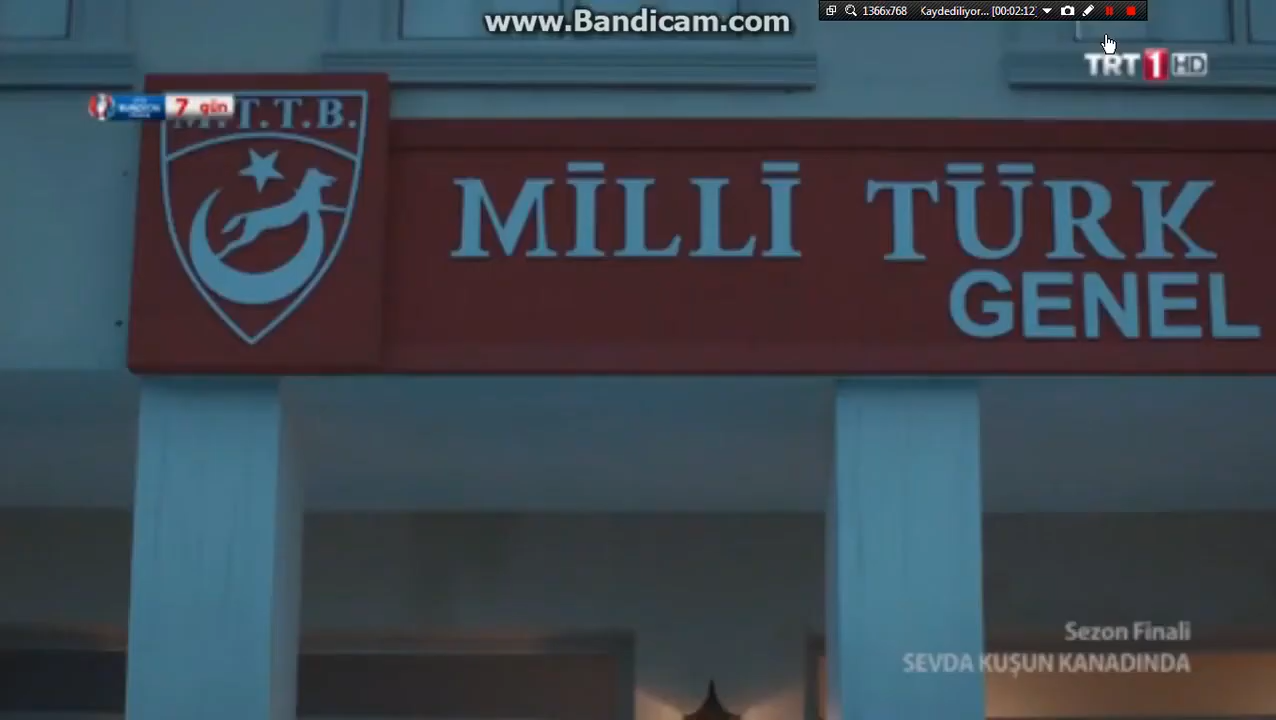 www.Bandicam.com
1366x768 Kaydediliyor... [00:02:12]
TRT 1 HD
7 gün
M.T.T.B.
MİLLİ TÜRK
GENEL
Sezon Finali
SEVDA KUŞUN KANADINDA